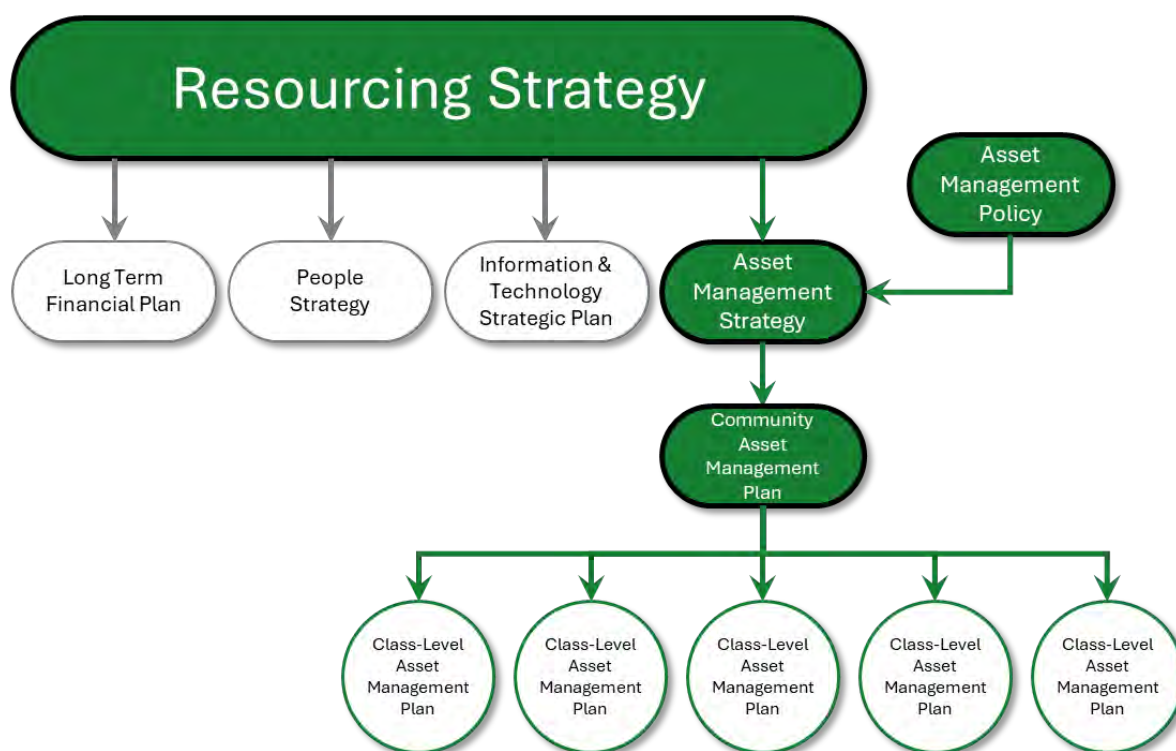 Resourcing Strategy
Asset
Management
Policy
Long Term
Financial Plan
People
Strategy
Information &
Technology
Strategic Plan
Asset
Management
Strategy
Community
Asset
Management
Plan
Class-Level
Asset
Management
Plan
Class-Level
Asset
Management
Plan
Class-Level
Asset
Management
Plan
Class-Level
Asset
Management
Plan
Class-Level
Asset
Management
Plan